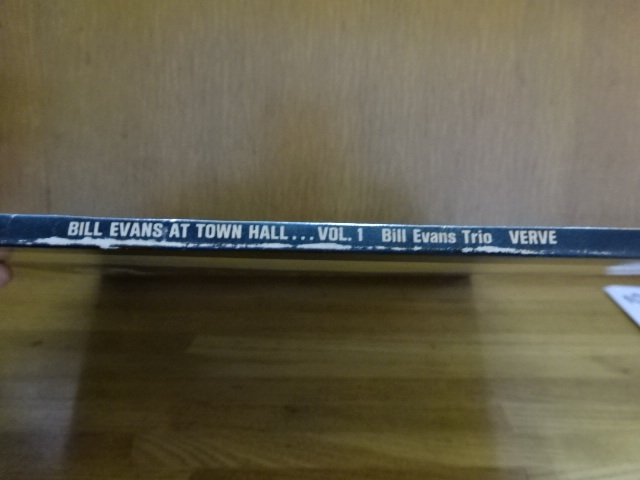 BILL EVANS AT TOWN HALL...VOL. 1 Bill Evans Trio VERVE